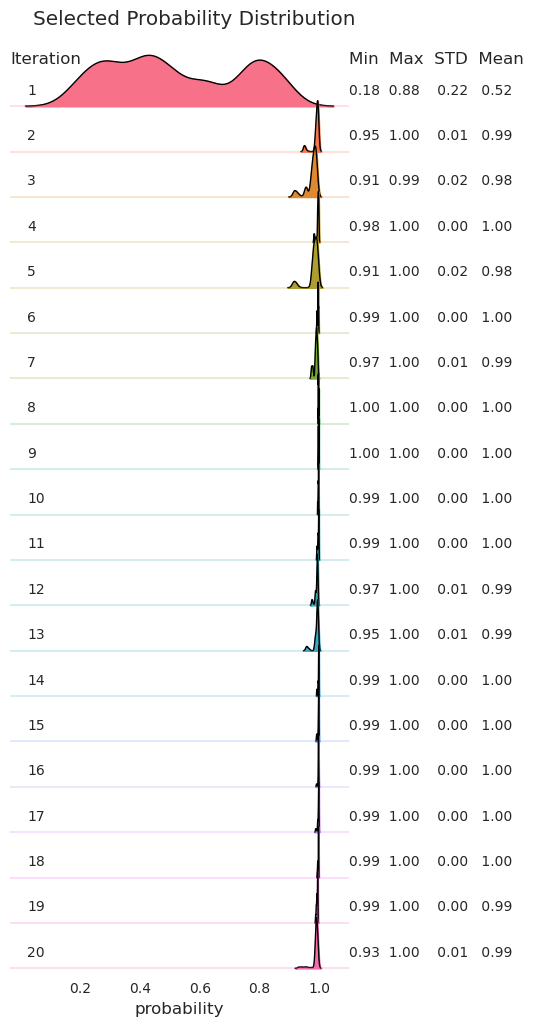 Selected Probability Distribution
Iteration Min Max STD Mean
1 0.18 0.88 0.22 0.52
2 0.95 1.00 0.01 0.99
3 0.91 0.99 0.02 0.98
4 0.98 1.00 0.00 1.00
5 0.91 1.00 0.02 0.98
6 0.99 1.00 0.00 1.00
7 0.97 1.00 0.01 0.99
8 1.00 1.00 0.00 1.00
9 1.00 1.00 0.00 1.00
10 0.99 1.00 0.00 1.00
11 0.99 1.00 0.00 1.00
12 0.97 1.00 0.01 0.99
13 0.95 1.00 0.01 0.99
14 0.99 1.00 0.00 1.00
15 0.99 1.00 0.00 1.00
16 0.99 1.00 0.00 1.00
17 0.99 1.00 0.00 1.00
18 0.99 1.00 0.00 1.00
19 0.99 1.00 0.00 0.99
20 0.93 1.00 0.01 0.99
0.2 0.4 0.6 0.8 1.0
probability